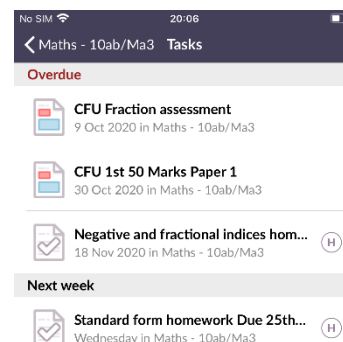 No SIM 20:06
Maths - 10ab/Ma3 Tasks
Overdue
CFU Fraction assessment
9 Oct 2020 in Maths - 10ab/Ma3
CFU 1st 50 Marks Paper 1
30 Oct 2020 in Maths - 10ab/Ma3
Negative and fractional indices hom...
H
18 Nov 2020 in Maths - 10ab/Ma3
Next week
Standard form homework Due 25th...
H
Wednesday in Maths - 10ab/Ma3